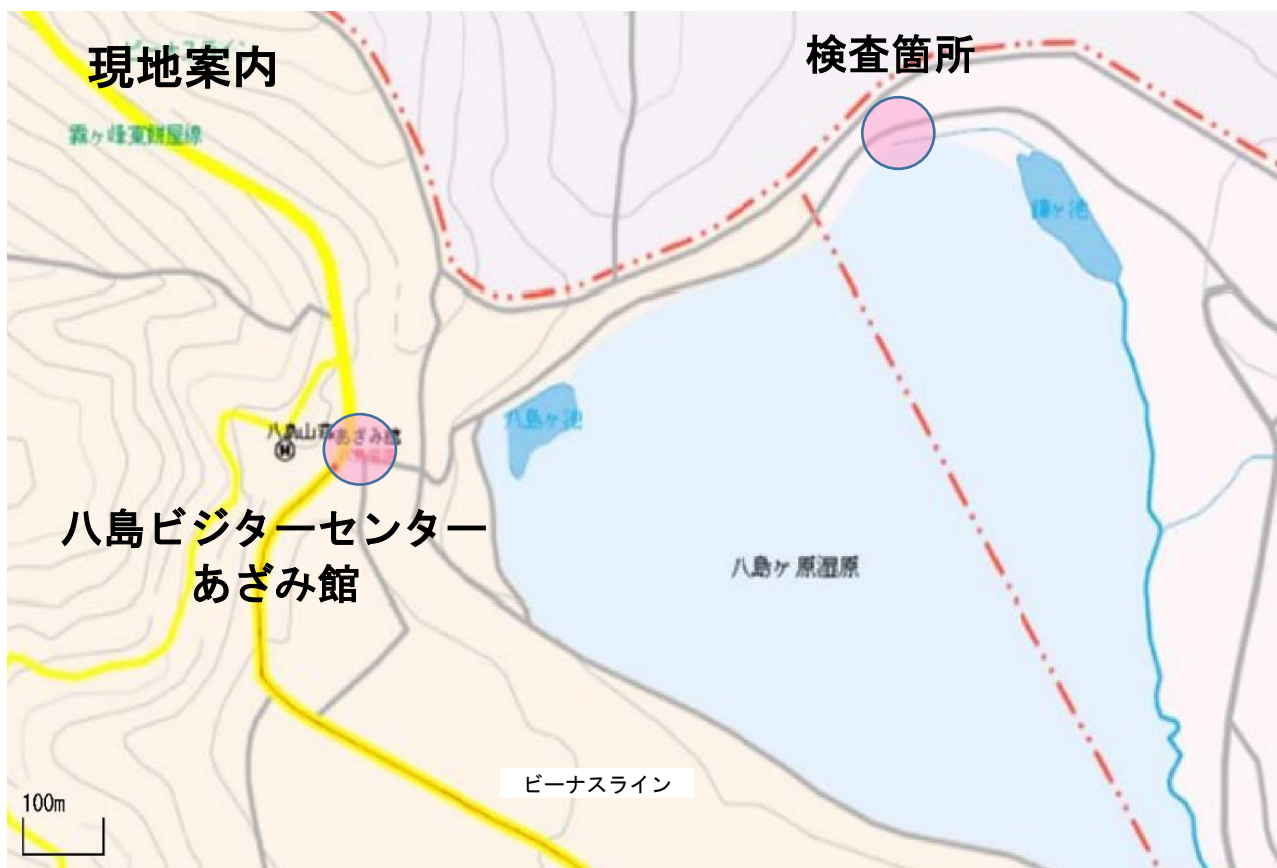 現地案内
検査箇所
霧ヶ峰東餅屋線
鎌ヶ池
八島ヶ池
八島山荘
あざみ館
八島ビジターセンター
あざみ館
八島ヶ原湿原
ビーナスライン
100m